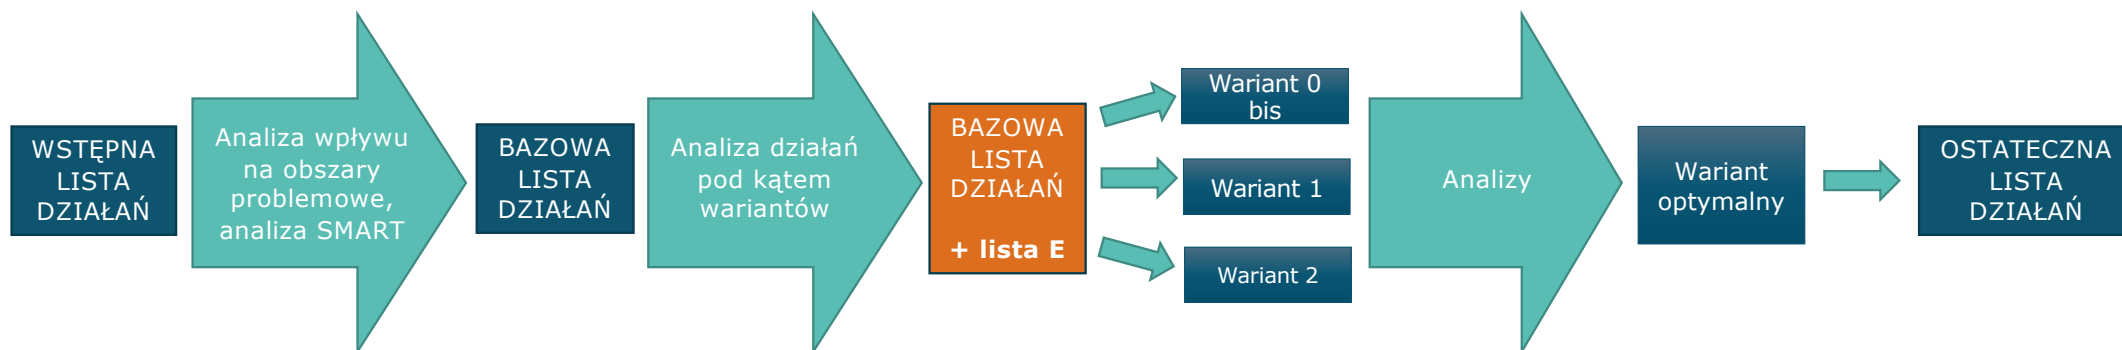 WSTĘPNA
LISTA
DZIAŁAŃ
Analiza wpływu
na obszary
problemowe,
analiza SMART
BAZOWA
LISTA
DZIAŁAŃ
Analiza działań
pod kątem
wariantów
BAZOWA
LISTA
DZIAŁAŃ
+ lista E
Wariant 0
bis
Wariant 1
Wariant 2
Analizy
Wariant
optymalny
OSTATECZNA
LISTA
DZIAŁAŃ